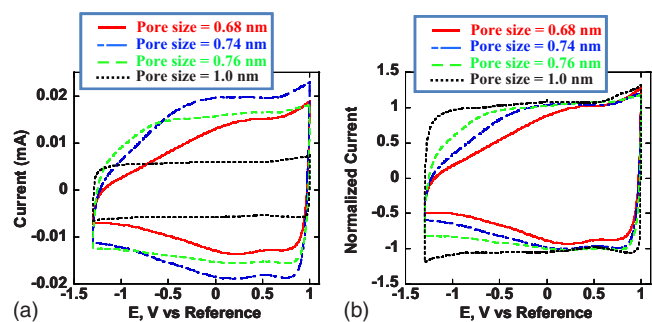 Pore size = 0.68 nm
Pore size = 0.74 nm
Pore size = 0.76 nm
Pore size = 1.0 nm
0.02
0.01
0
-0.01
-0.02
Current (mA)
-1.5 -1 -0.5 0 0.5 1
E, V vs Reference
(a)
Pore size = 0.68 nm
Pore size = 0.74 nm
Pore size = 0.76 nm
Pore size = 1.0 nm
1.5
1
0.5
0
-0.5
-1
-1.5
Normalized Current
-1.5 -1 -0.5 0 0.5 1
E, V vs Reference
(b)